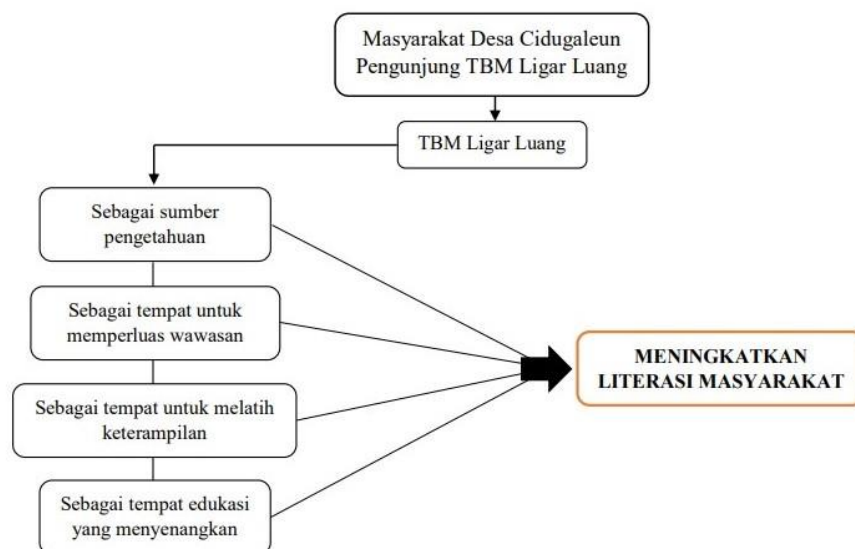 Masyarakat Desa Cidugaleun
Pengunjung TBM Ligar Luang
TBM Ligar Luang
Sebagai sumber
pengetahuan
Sebagai tempat untuk
memperluas wawasan
Sebagai tempat untuk melatih
keterampilan
Sebagai tempat edukasi
yang menyenangkan
MENINGKATKAN
LITERASI MASYARAKAT